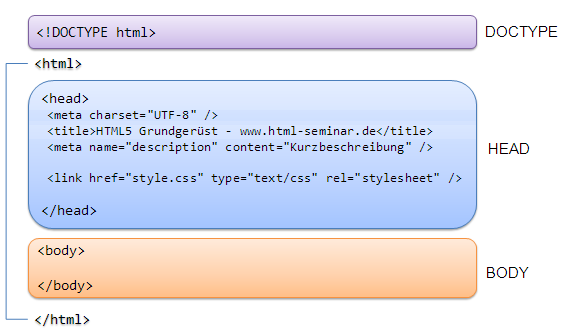 <!DOCTYPE html>
DOCTYPE
<html>
<head>
<meta charset="UTF-8" />
<title>HTML5 Grundgerüst - www.html-seminar.de</title>
<meta name="description" content="Kurzbeschreibung" />
HEAD
<link href="style.css" type="text/css" rel="stylesheet" />
</head>
<body>
BODY
</body>
</html>